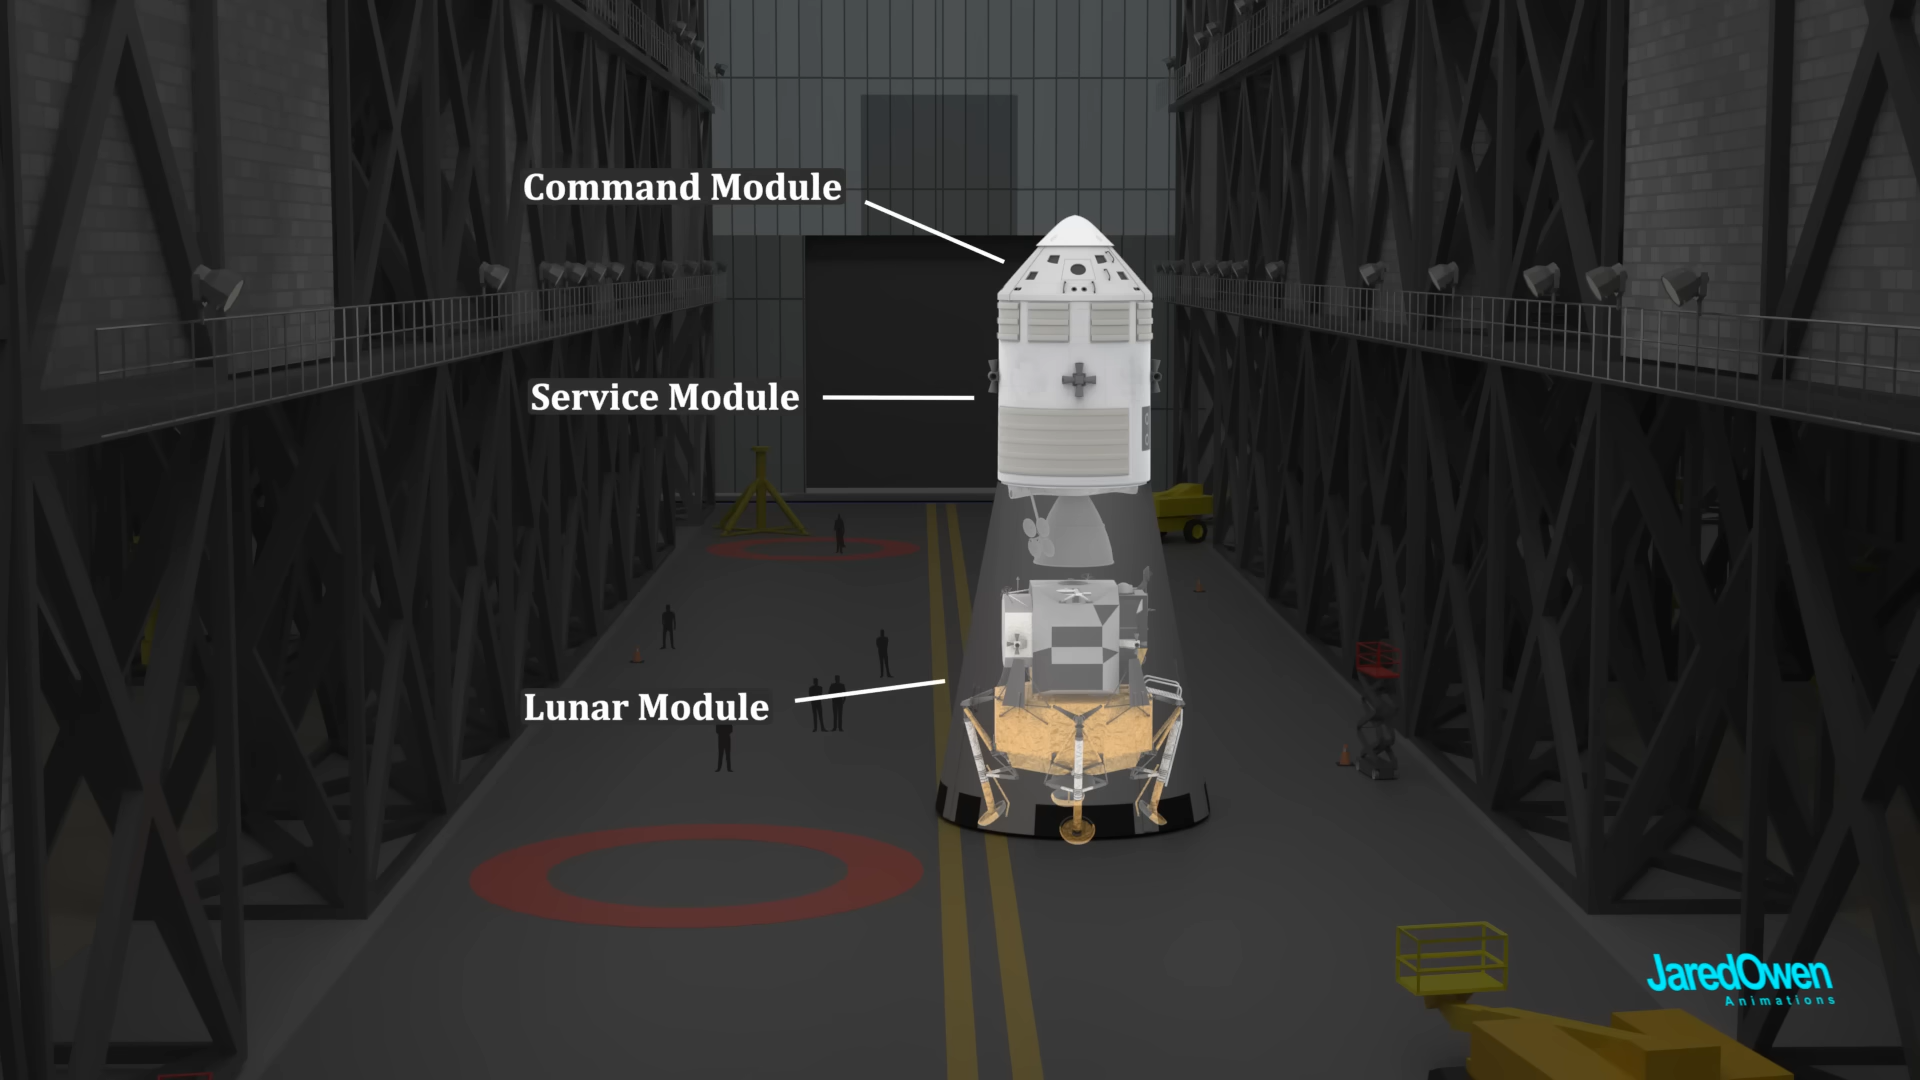 Command Module
Service Module
Lunar Module
JaredOwen
Animations